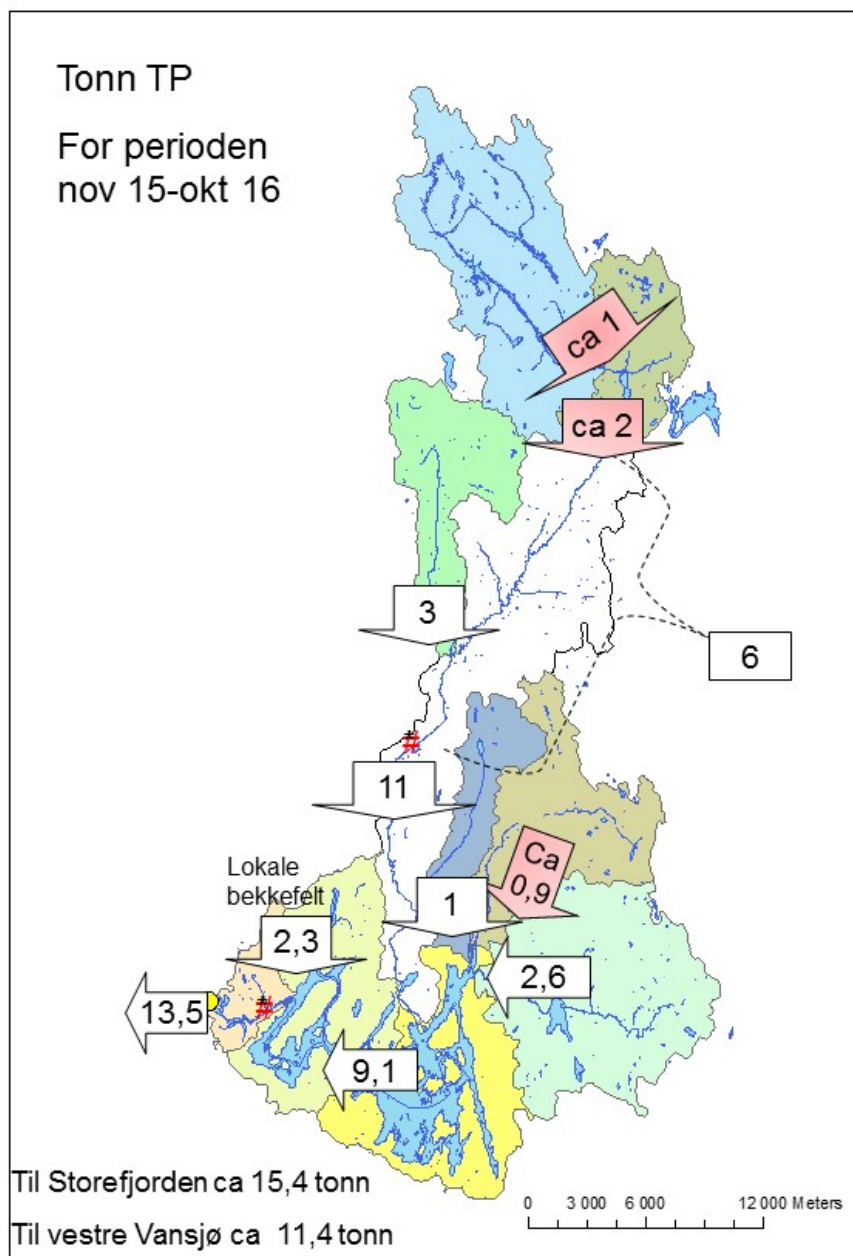 Tonn TP
For perioden
nov 15-okt 16
ca 1
ca 2
3
6
11
Ca
0,9
Lokale
bekkefelt
1
2,3
2,6
13,5
9,1
Til Storefjorden ca 15,4 tonn
Til vestre Vansjø ca 11,4 tonn
0 3 000 6 000 12 000 Meters